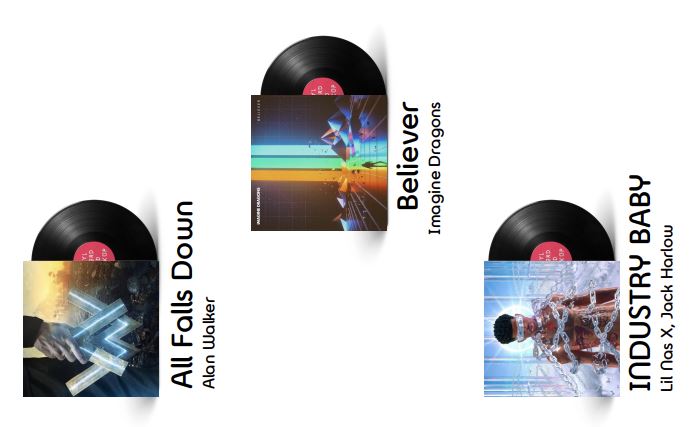 All Falls Down
Alan Walker
IMAGINE DRAGONS
BELIEVER
Believer
Imagine Dragons
INDUSTRY BABY
Lil Nas X, Jack Harlow